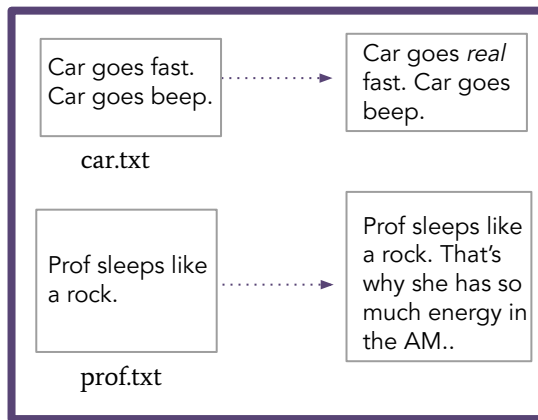 Car goes fast.
Car goes beep.
car.txt
Car goes real
fast. Car goes
beep.
Prof sleeps like
a rock.
prof.txt
Prof sleeps like
a rock. That's
why she has so
much energy in
the AM..